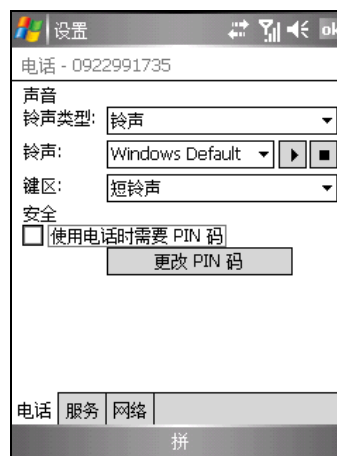 设置
ok
电话 - 0922991735
声音
铃声类型: 铃声
铃声: Windows Default
键区: 短铃声
安全
使用电话时需要 PIN 码
更改 PIN 码
电话 服务 网络
拼